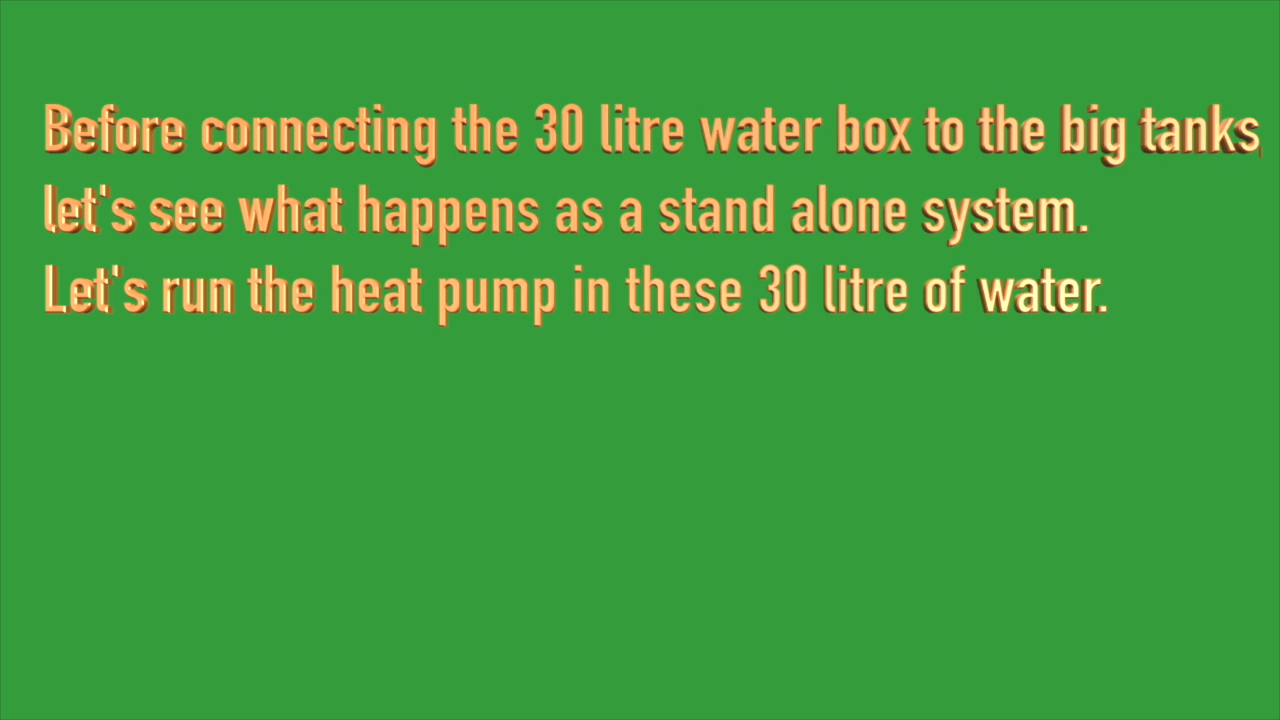 Before connecting the 30 litre water box to the big tanks,
let's see what happens as a stand alone system.
Let's run the heat pump in these 30 litre of water.